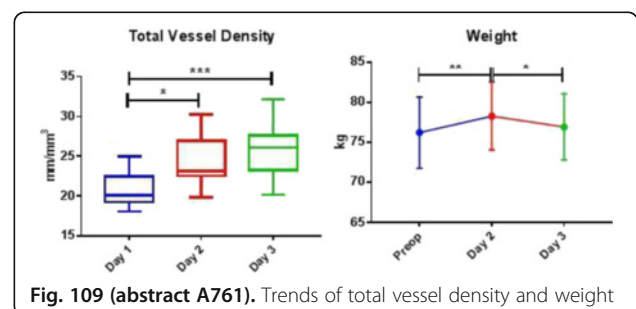 Total Vessel Density
***
*
35
30
25
20
15
mm/mm³
Day 1
Day 2
Day 3
Weight
**
*
85
80
75
70
65
kg
Preop
Day 2
Day 3
Fig. 109 (abstract A761). Trends of total vessel density and weight